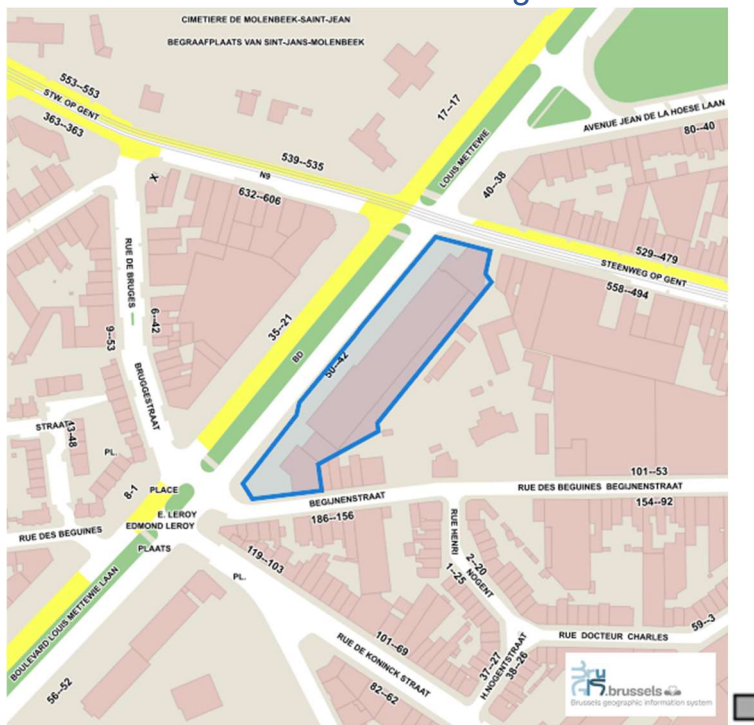 CIMETIERE DE MOLENBEEK-SAINT-JEAN
BEGRAAFPLAATS VAN SINT-JANS-MOLENBEEK
553--553
STW. OP GENT
363--363
17--17
AVENUE JEAN DE LA HOESE LAAN
80--40
539--535
N9
632--606
LOUIS METTEWIE
40--38
529--479
STEENWEG OP GENT
558--494
RUE DE BRUGES
6--42
9--53
BRUGGESTRAAT
35--21
BD
50--42
STRAAT
13-48
PL.
8-1
PLACE
E. LEROY
EDMOND LEROY
PLAATS
RUE DES BEGUINES
BEGIJNENSTRAAT
186--156
101--53
RUE DES BEGUINES BEGIJNENSTRAAT
154--92
119--103
PL.
RUE HENRI
NOGENT
2--20
1--25
BOULEVARD LOUIS METTEWIE LAAN
56--52
101--69
RUE DE KONINCK STRAAT
82--62
37--27
H.NOGENTSTRAAT
38--26
RUE DOCTEUR CHARLES
59--3
.brussels
Brussels geographic information system